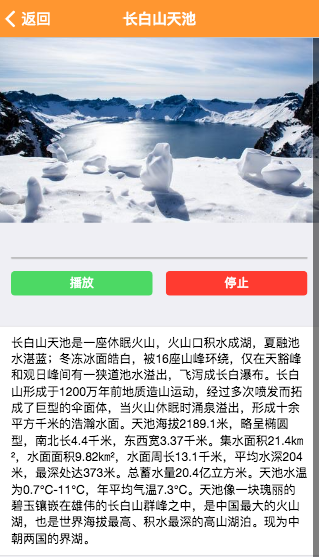 返回
长白山天池
播放
停止
长白山天池是一座休眠火山，火山口积水成湖，夏融池
水湛蓝；冬冻冰面皓白，被16座山峰环绕，仅在天豁峰
和观日峰间有一狭道池水溢出，飞泻成长白瀑布。长白
山形成于1200万年前地质造山运动，经过多次喷发而拓
成了巨型的伞面体，当火山休眠时涌泉溢出，形成十余
平方千米的浩瀚水面。天池海拔2189.1米，略呈椭圆
型，南北长4.4千米，东西宽3.37千米。集水面积21.4㎞
²，水面面积9.82㎞²，水面周长13.1千米，平均水深204
米，最深处达373米。总蓄水量20.4亿立方米。天池水温
为0.7°C-11°C，年平均气温7.3°C。天池像一块瑰丽的
碧玉镶嵌在雄伟的长白山群峰之中，是中国最大的火山
湖，也是世界海拔最高、积水最深的高山湖泊。现为中
朝两国的界湖。